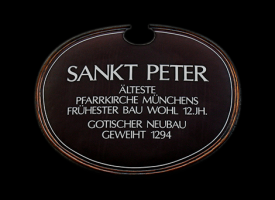 SANKT PETER
ÄLTESTE
PFARRKIRCHE MÜNCHENS
FRÜHESTER BAU WOHL 12.JH.
GOTISCHER NEUBAU
GEWEIHT 1294